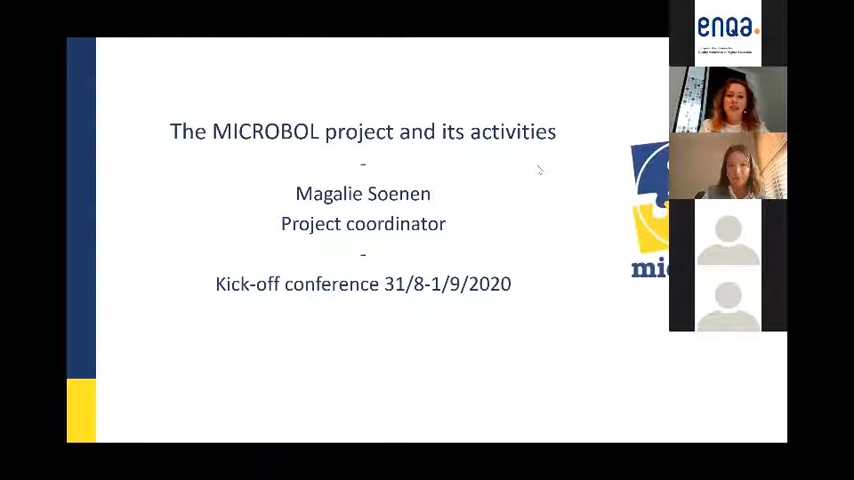 enqa.
The MICROBOL project and its activities
-
Magalie Soenen
Project coordinator
-
Kick-off conference 31/8-1/9/2020
mi